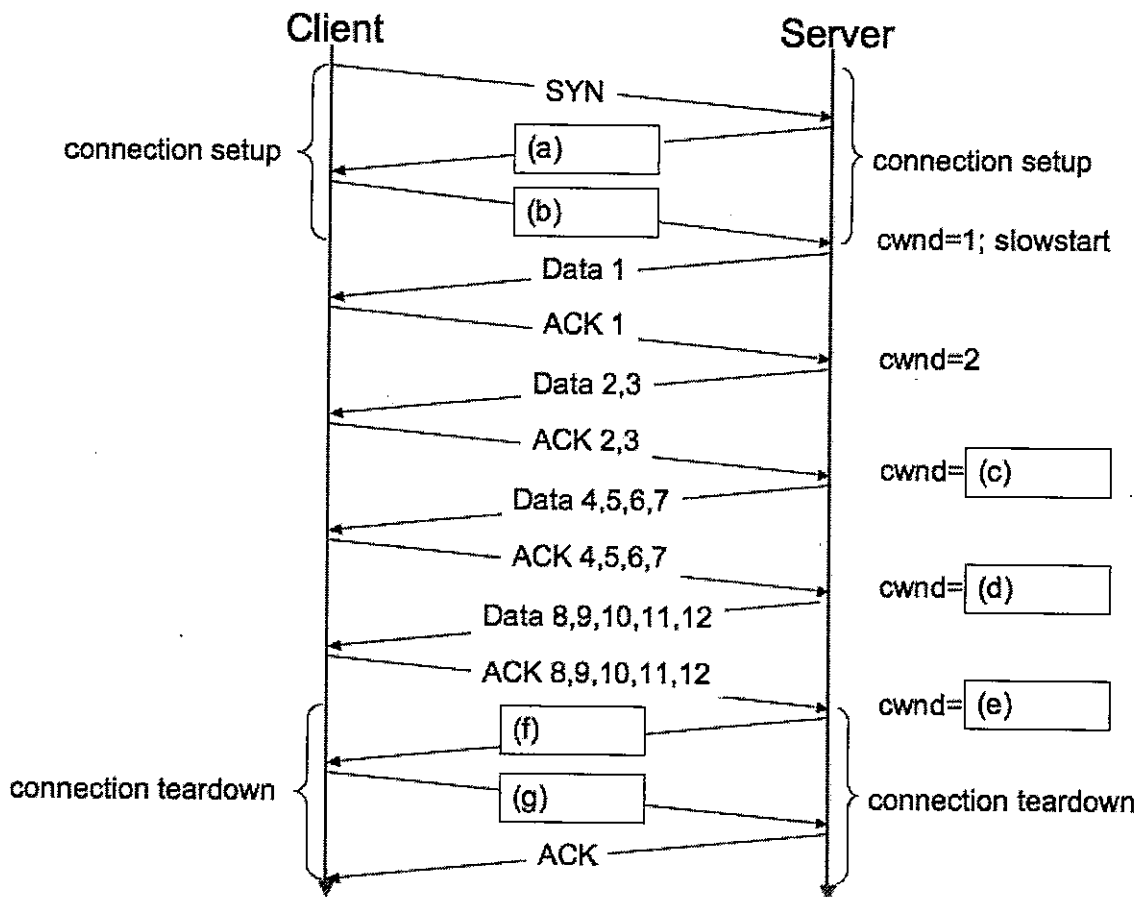 Client
Server
SYN
connection setup
(a)
connection setup
(b)
cwnd=1; slowstart
Data 1
ACK 1
cwnd=2
Data 2,3
ACK 2,3
cwnd= (c)
Data 4,5,6,7
ACK 4,5,6,7
cwnd= (d)
Data 8,9,10,11,12
ACK 8,9,10,11,12
cwnd= (e)
(f)
connection teardown
(g)
connection teardown
ACK